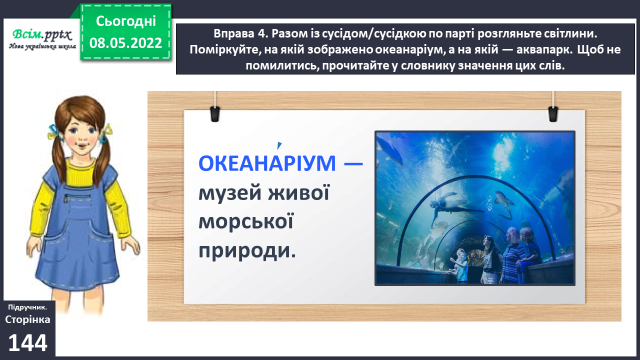 Всім.pptx
Нова українська школа
Сьогодні
08.05.2022
Вправа 4. Разом із сусідом/сусідкою по парті розгляньте світлини.
Поміркуйте, на якій зображено океанаріум, а на якій — аквапарк. Щоб не
помилитись, прочитайте у словнику значення цих слів.
ОКЕАНА́РІУМ —
музей живої
морської
природи.
Підручник.
Сторінка
144